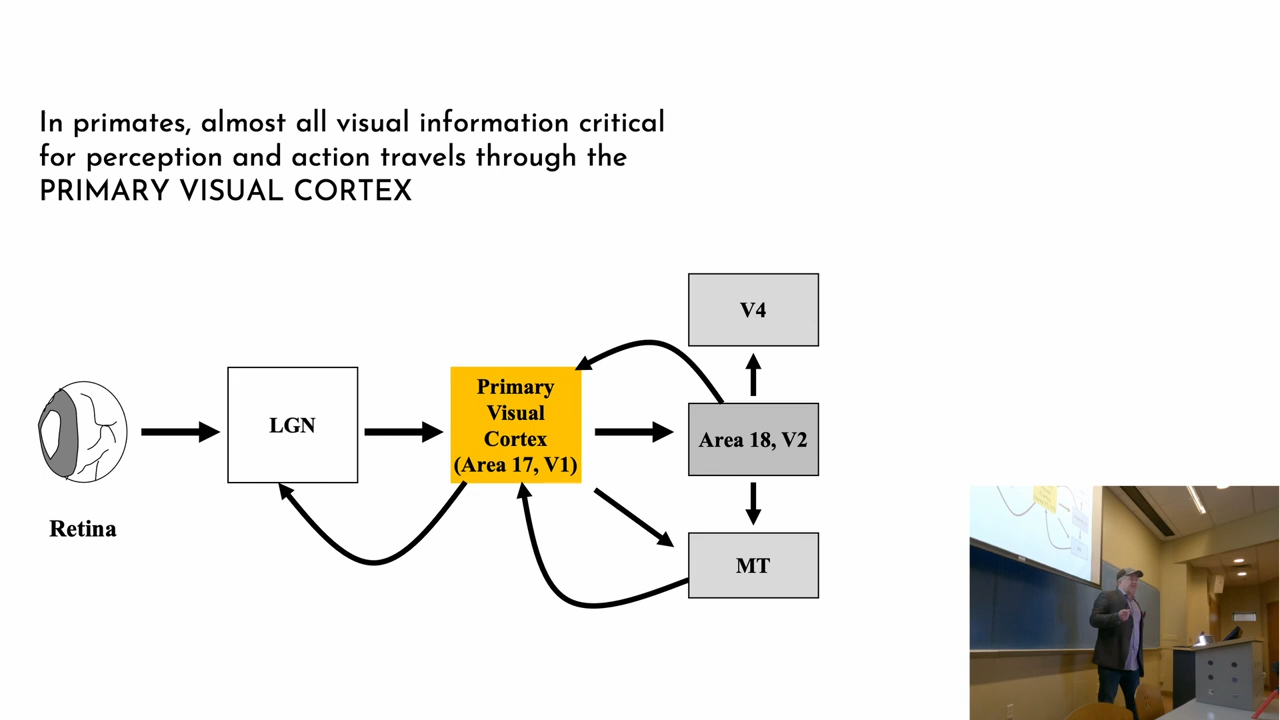 In primates, almost all visual information critical
for perception and action travels through the
PRIMARY VISUAL CORTEX
V4
Primary
Visual
Cortex
(Area 17, V1)
LGN
Area 18, V2
Retina
MT